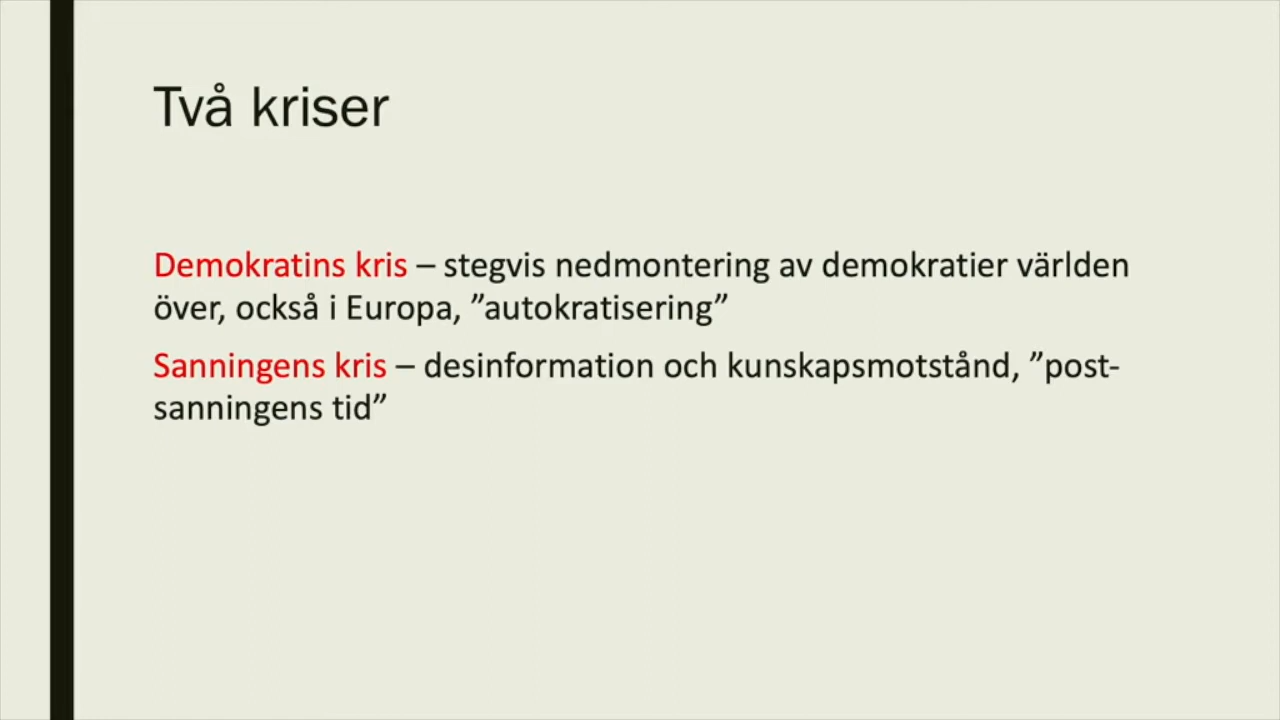 Två kriser
Demokratins kris – stegvis nedmontering av demokratier världen
över, också i Europa, ”autokratisering”
Sanningens kris – desinformation och kunskapsmotstånd, ”post-
sanningens tid”